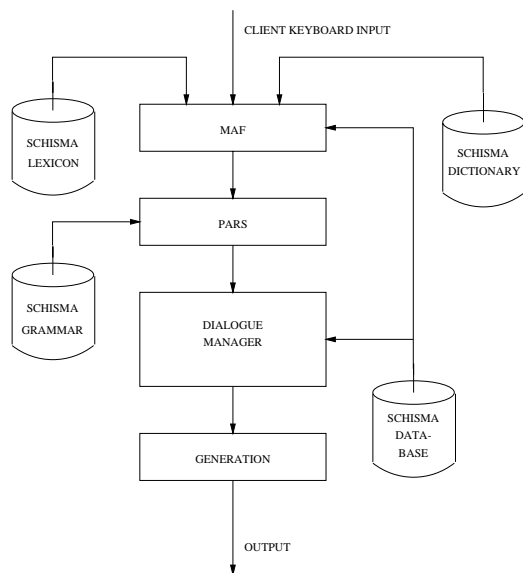 CLIENT KEYBOARD INPUT
MAF
SCHISMA
LEXICON
SCHISMA
DICTIONARY
PARS
SCHISMA
GRAMMAR
DIALOGUE
MANAGER
SCHISMA
DATA-
BASE
GENERATION
OUTPUT